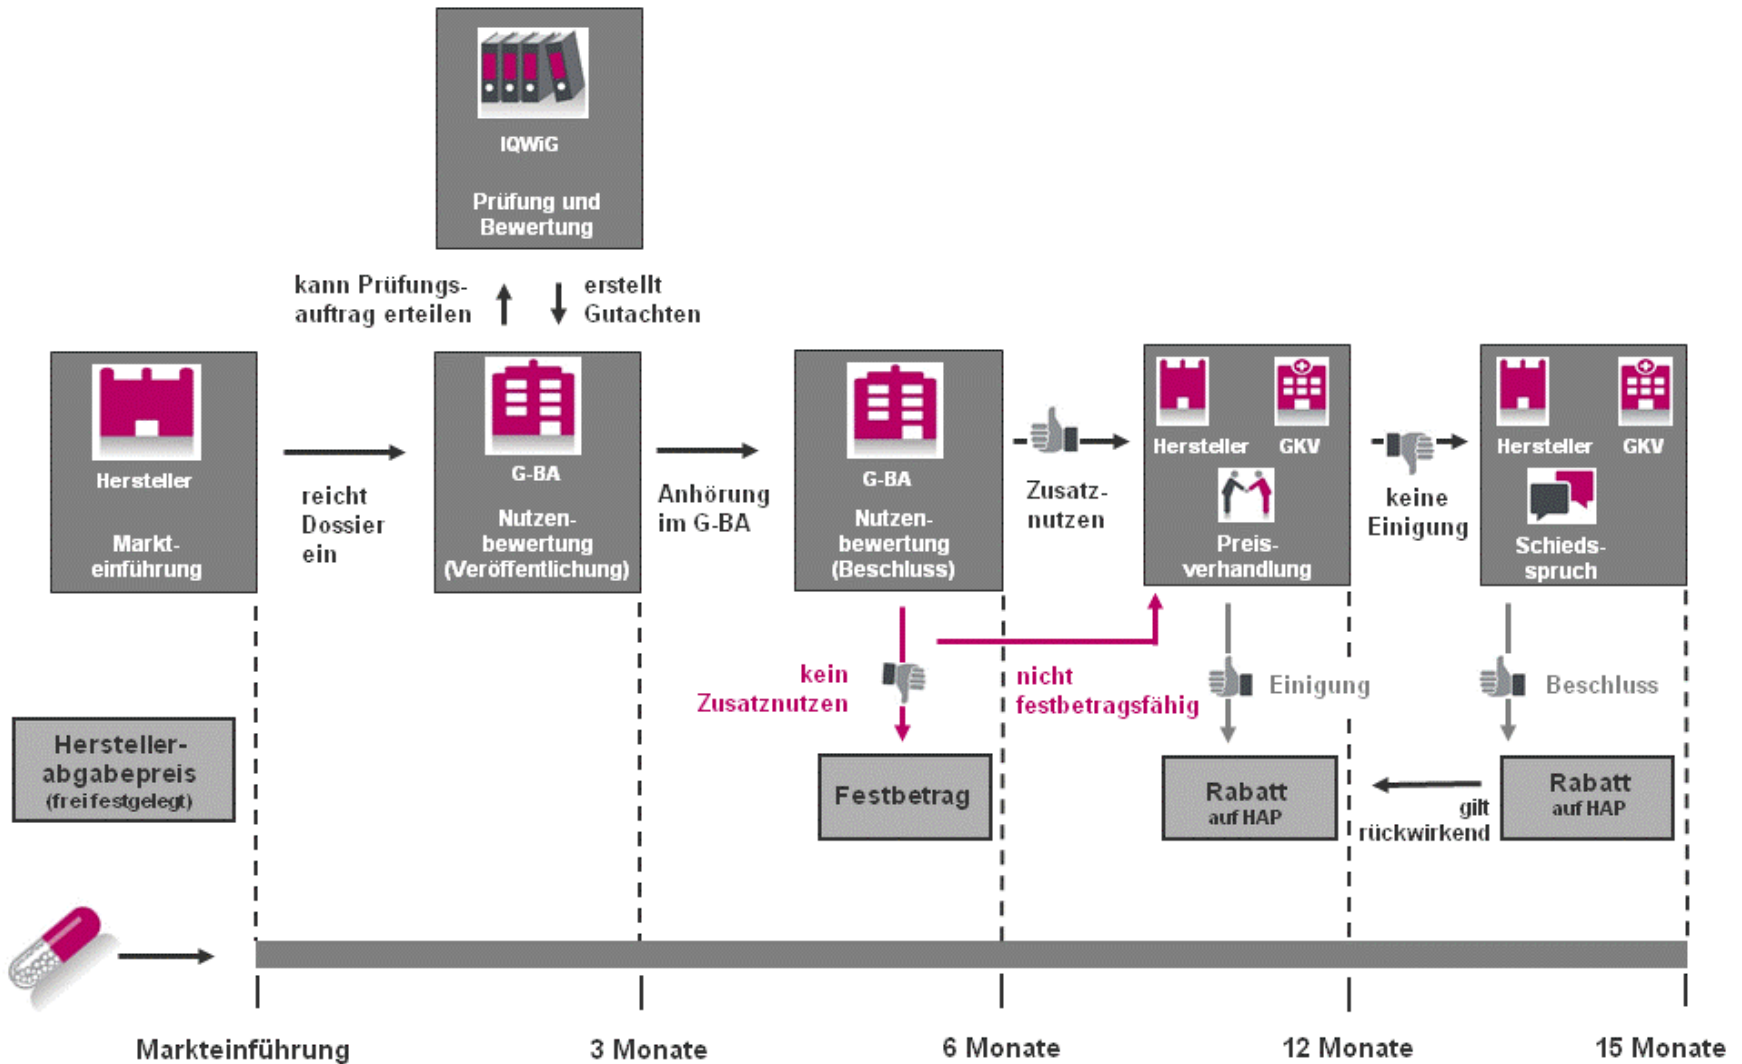 IQWiG
Prüfung und
Bewertung
kann Prüfungs-
auftrag erteilen
erstellt
Gutachten
Hersteller
Markt-
einführung
reicht
Dossier
ein
G-BA
Nutzen-
bewertung
(Veröffentlichung)
Anhörung
im G-BA
G-BA
Nutzen-
bewertung
(Beschluss)
Zusatz-
nutzen
Hersteller
GKV
Preis-
verhandlung
keine
Einigung
Hersteller
GKV
Schieds-
spruch
kein
Zusatznutzen
nicht
festbetragsfähig
Einigung
Beschluss
Hersteller-
abgabepreis
(frei festgelegt)
Festbetrag
Rabatt
auf HAP
gilt
rückwirkend
Rabatt
auf HAP
Markteinführung
3 Monate
6 Monate
12 Monate
15 Monate